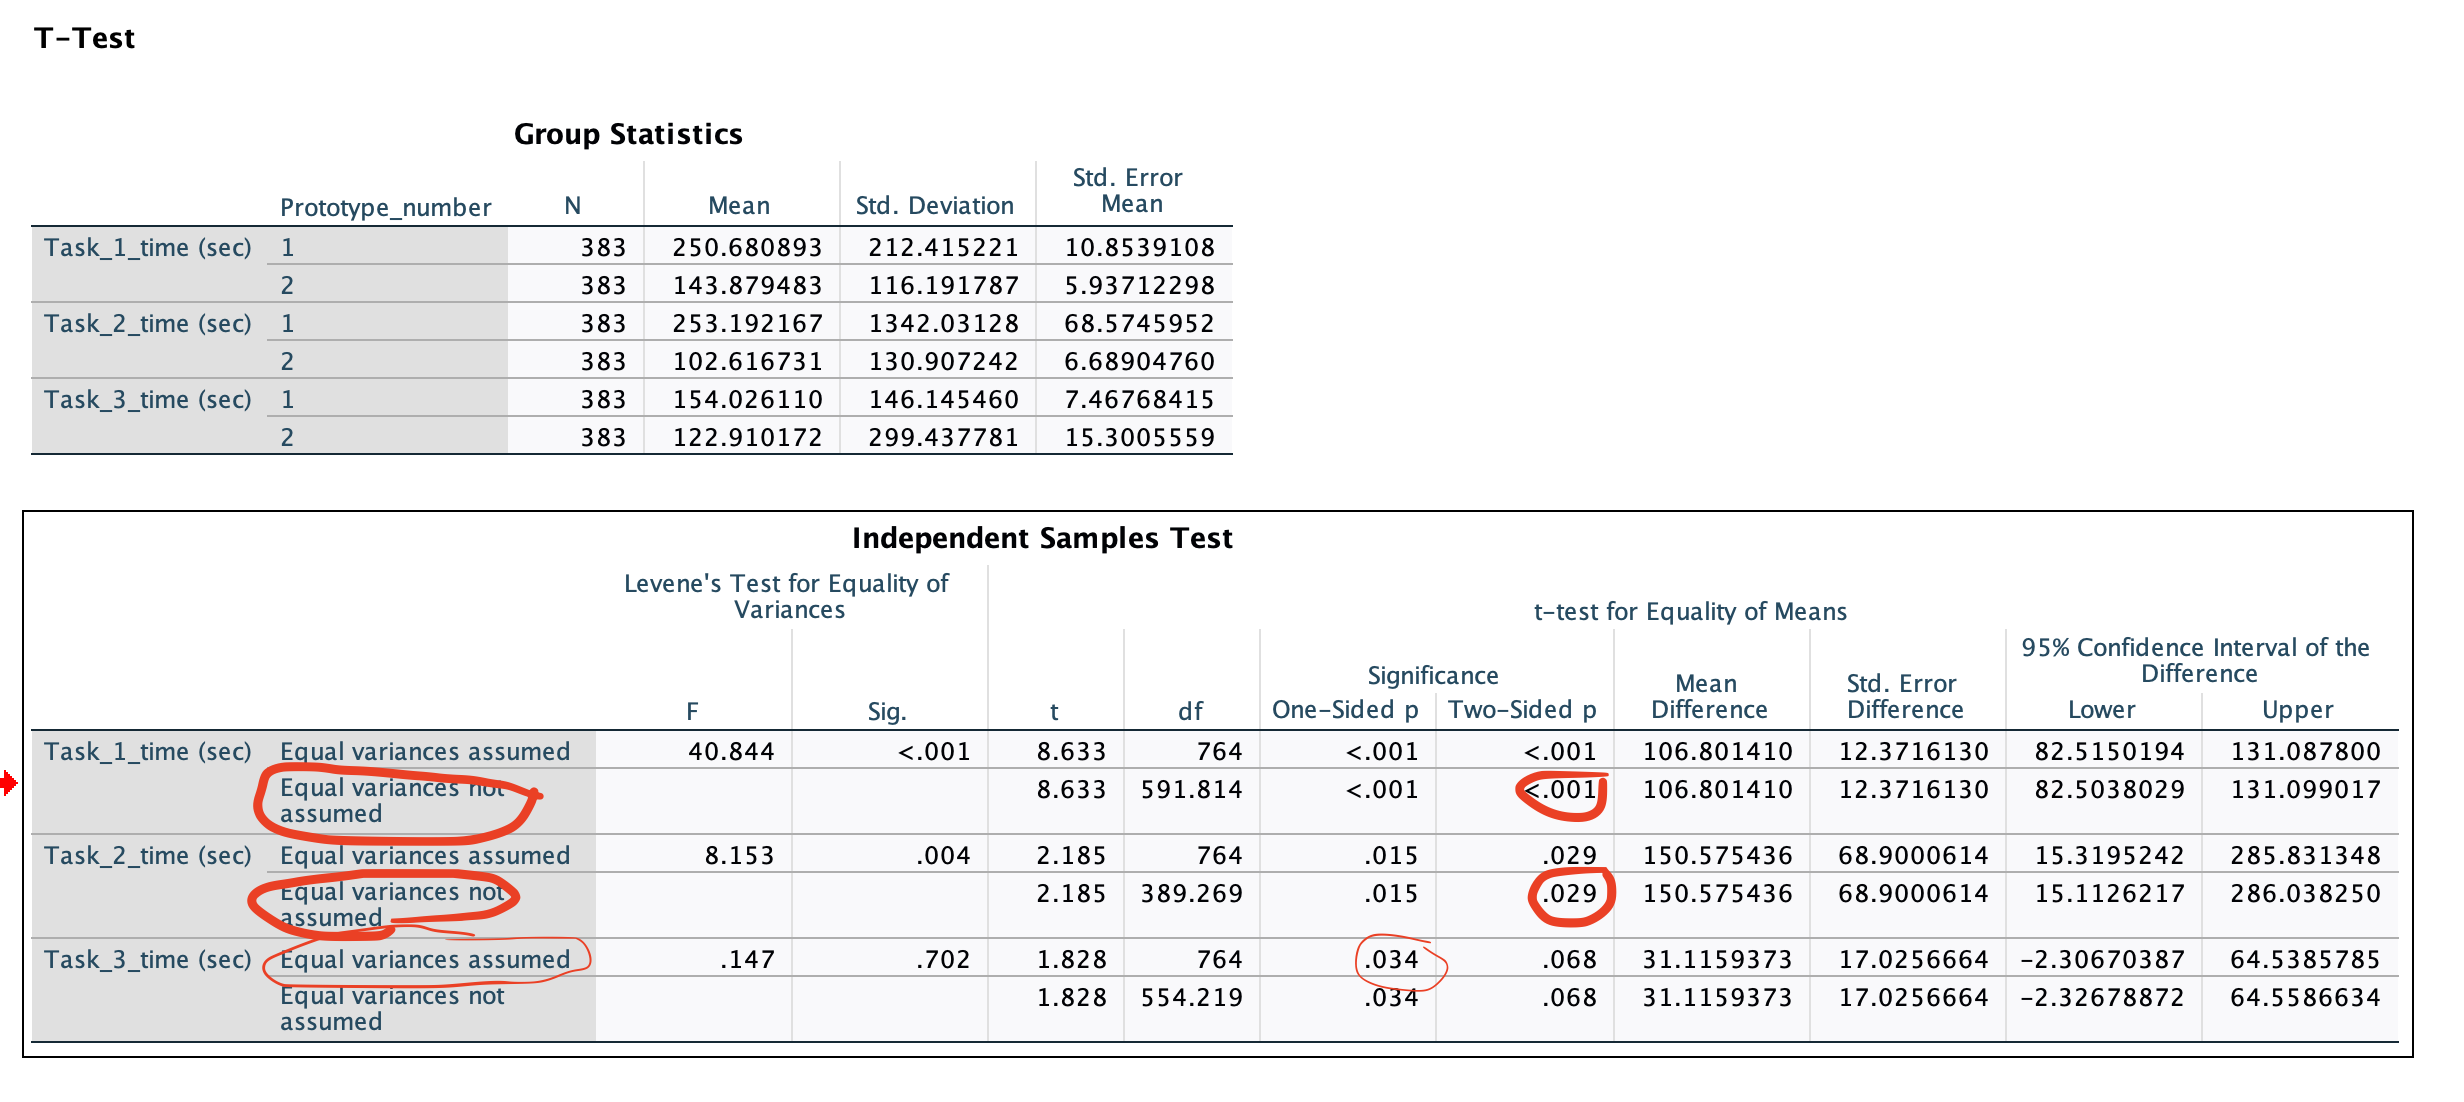 T-Test
Group Statistics
Prototype_number N Mean Std. Deviation Std. Error Mean
Task_1_time (sec) 1 383 250.680893 212.415221 10.8539108
2 383 143.879483 116.191787 5.93712298
Task_2_time (sec) 1 383 253.192167 1342.03128 68.5745952
2 383 102.616731 130.907242 6.68904760
Task_3_time (sec) 1 383 154.026110 146.145460 7.46768415
2 383 122.910172 299.437781 15.3005559
Independent Samples Test
Levene's Test for Equality of Variances
t-test for Equality of Means
Significance
95% Confidence Interval of the Difference
F Sig. t df One-Sided p Two-Sided p Mean Difference Std. Error Difference Lower Upper
Task_1_time (sec) Equal variances assumed 40.844 <.001 8.633 764 <.001 <.001 106.801410 12.3716130 82.5150194 131.087800
Equal variances not assumed 8.633 591.814 <.001 <.001 106.801410 12.3716130 82.5038029 131.099017
Task_2_time (sec) Equal variances assumed 8.153 .004 2.185 764 .015 .029 150.575436 68.9000614 15.3195242 285.831348
Equal variances not assumed 2.185 389.269 .015 .029 150.575436 68.9000614 15.1126217 286.038250
Task_3_time (sec) Equal variances assumed .147 .702 1.828 764 .034 .068 31.1159373 17.0256664 -2.30670387 64.5385785
Equal variances not assumed 1.828 554.219 .034 .068 31.1159373 17.0256664 -2.32678872 64.5586634